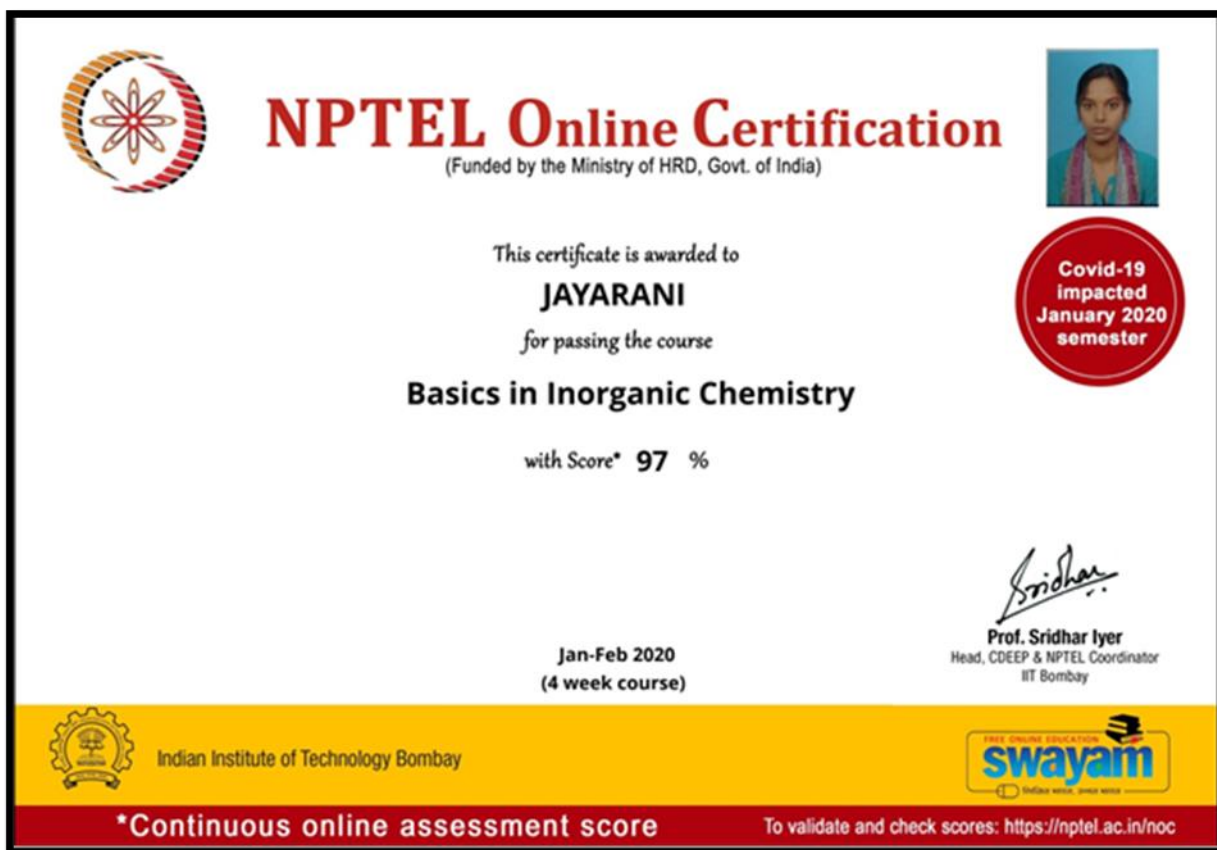 NPTEL Online Certification
(Funded by the Ministry of HRD, Govt. of India)
This certificate is awarded to
JAYARANI
for passing the course
Basics in Inorganic Chemistry
with Score* 97 %
Covid-19
impacted
January 2020
semester
Sridhar
Prof. Sridhar Iyer
Head, CDEEP & NPTEL Coordinator
IIT Bombay
Jan-Feb 2020
(4 week course)
Indian Institute of Technology Bombay
FREE ONLINE EDUCATION
swayam
*Continuous online assessment score
To validate and check scores: https://nptel.ac.in/noc